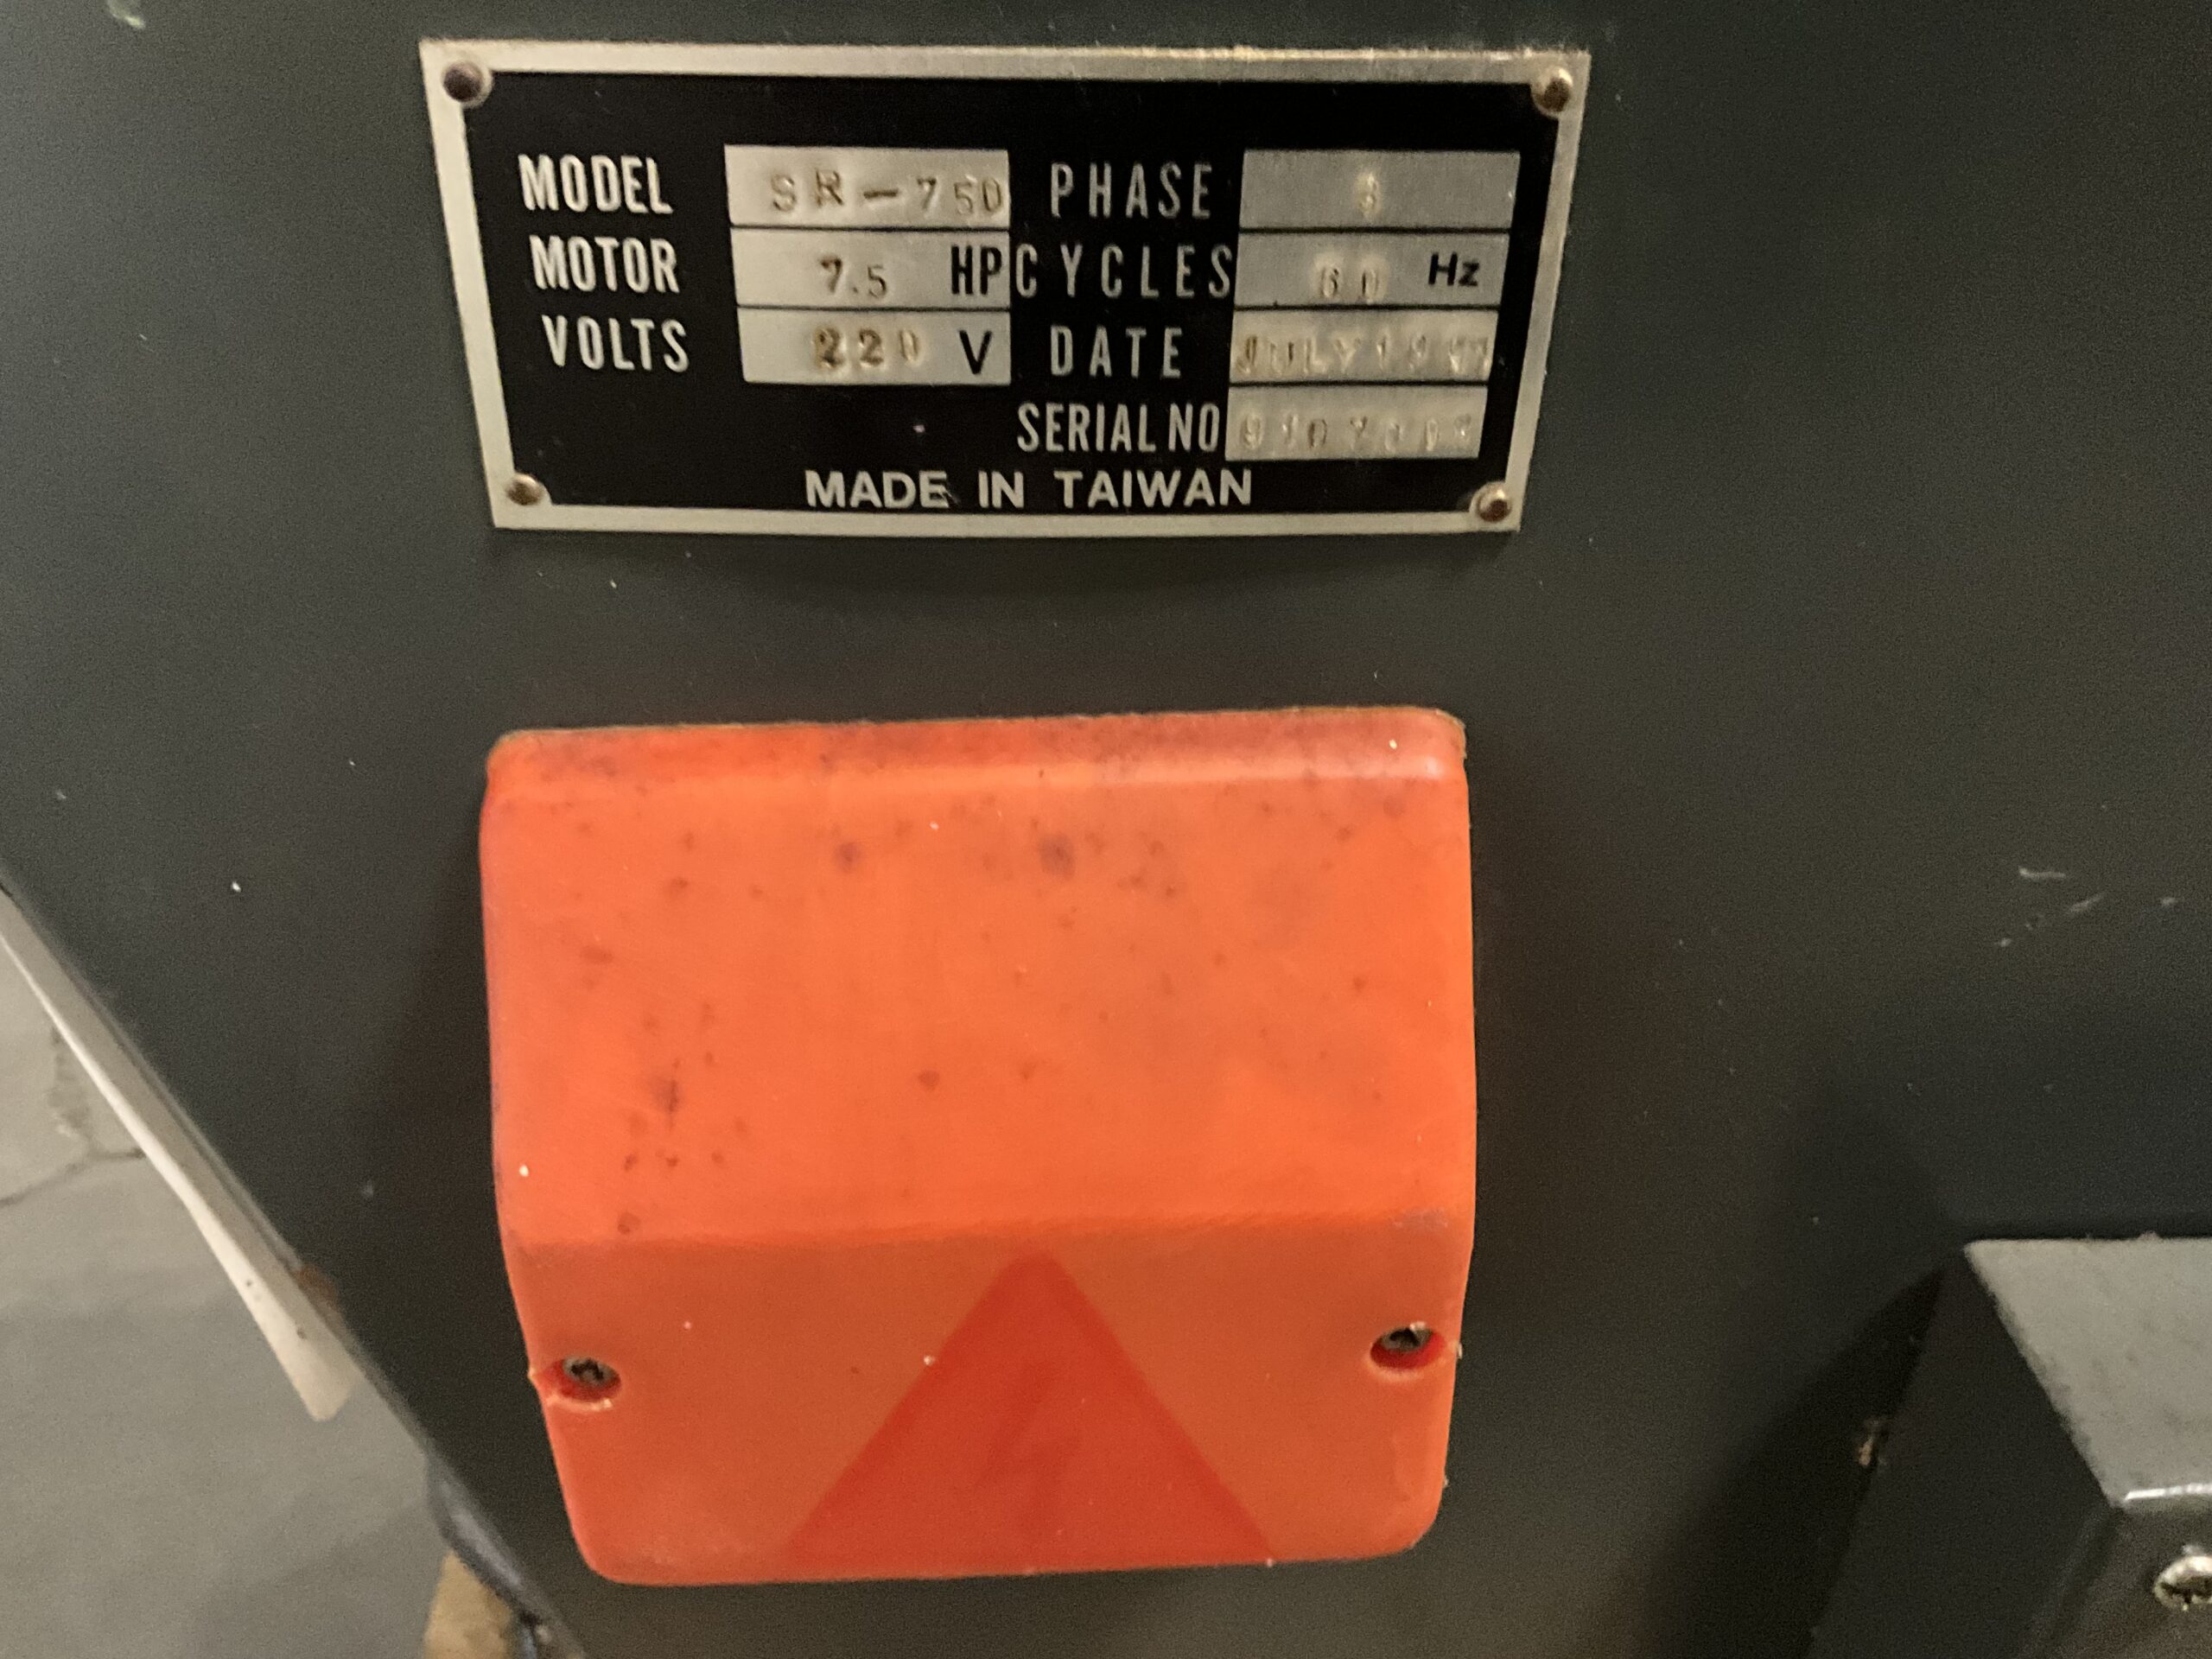 MODEL SR-750 PHASE 3
MOTOR 7.5 HP CYCLES 60 Hz
VOLTS 220 V DATE JULY
SERIAL NO
MADE IN TAIWAN